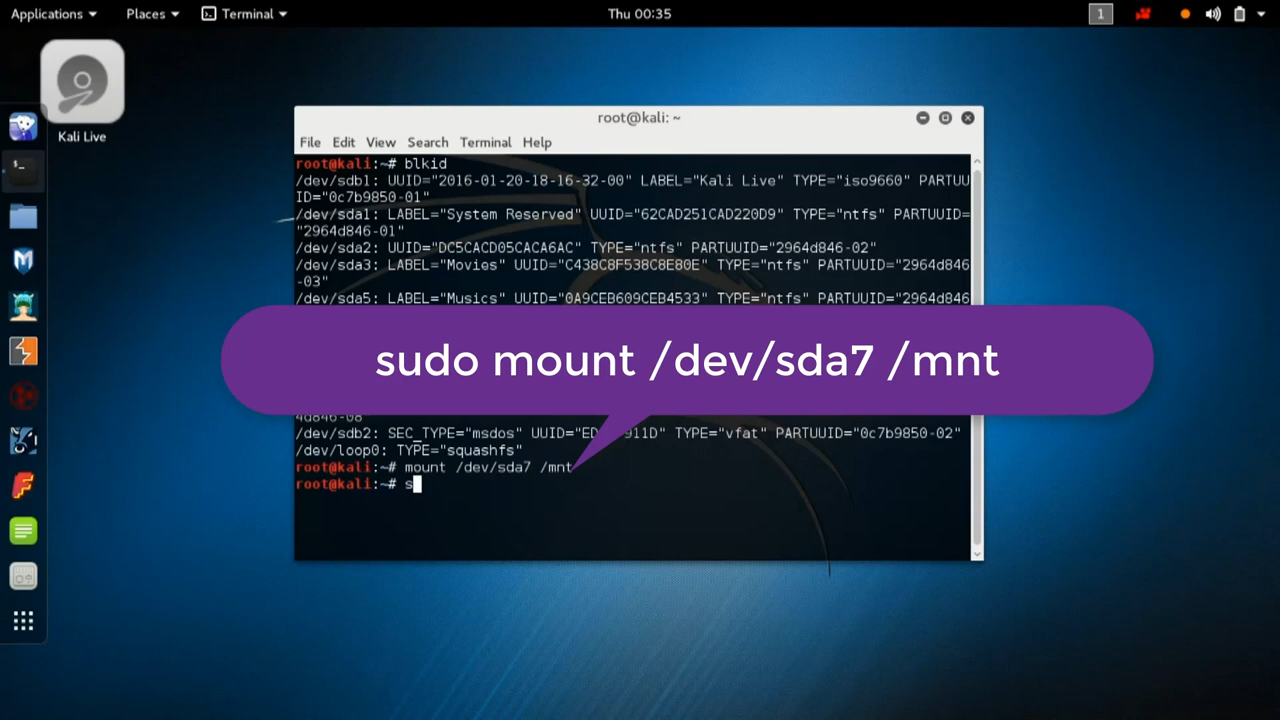 Applications Places Terminal Thu 00:35 1
Kali Live
root@kali: ~
File Edit View Search Terminal Help
root@kali:~# blkid
/dev/sdb1: UUID="2016-01-20-18-16-32-00" LABEL="Kali Live" TYPE="iso9660" PARTUU
ID="0c7b9850-01"
/dev/sda1: LABEL="System Reserved" UUID="62CAD251CAD220D9" TYPE="ntfs" PARTUUID=
"2964d846-01"
/dev/sda2: UUID="DC5CACD05CACA6AC" TYPE="ntfs" PARTUUID="2964d846-02"
/dev/sda3: LABEL="Movies" UUID="C438C8F538C8E80E" TYPE="ntfs" PARTUUID="2964d846
-03"
/dev/sda5: LABEL="Musics" UUID="0A9CEB609CEB4533" TYPE="ntfs" PARTUUID="2964d846
sudo mount /dev/sda7 /mnt
4d846-08"
/dev/sdb2: SEC_TYPE="msdos" 911D" TYPE="vfat" PARTUUID="0c7b9850-02"
/dev/loop0: TYPE="squashfs"
root@kali:~# mount /dev/sda7 /mnt
root@kali:~# s